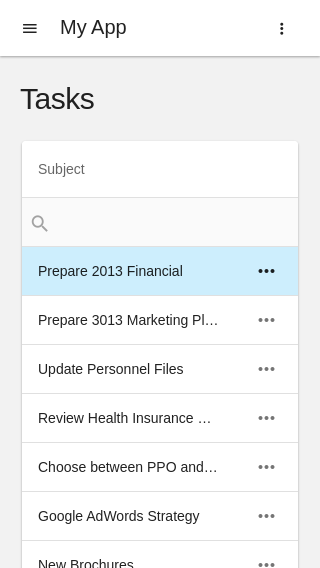 My App
Tasks
Subject
Prepare 2013 Financial
Prepare 3013 Marketing Pl…
Update Personnel Files
Review Health Insurance …
Choose between PPO and…
Google AdWords Strategy
New Brochures